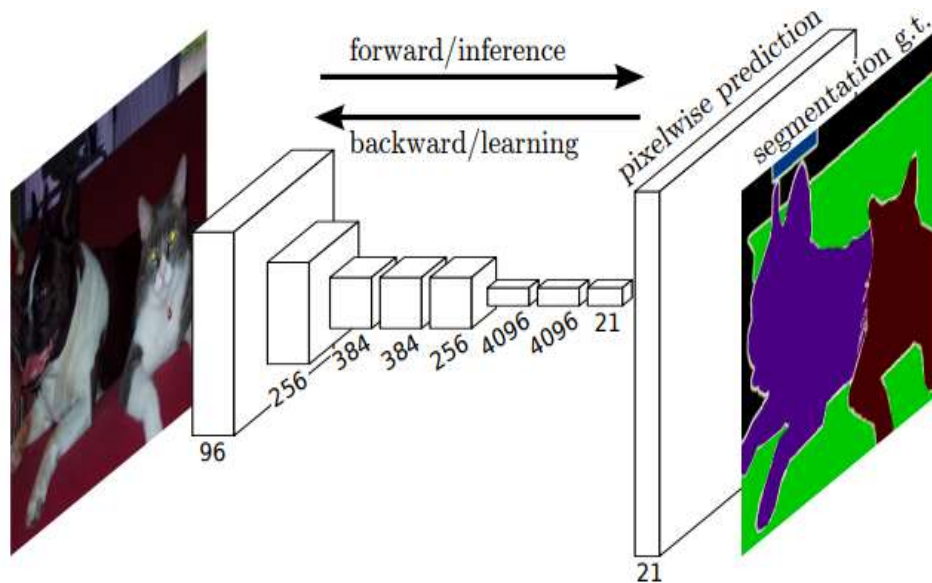 forward/inference
backward/learning
pixelwise prediction
segmentation g.t.
96
256
384
384
256
4096
4096
21
21